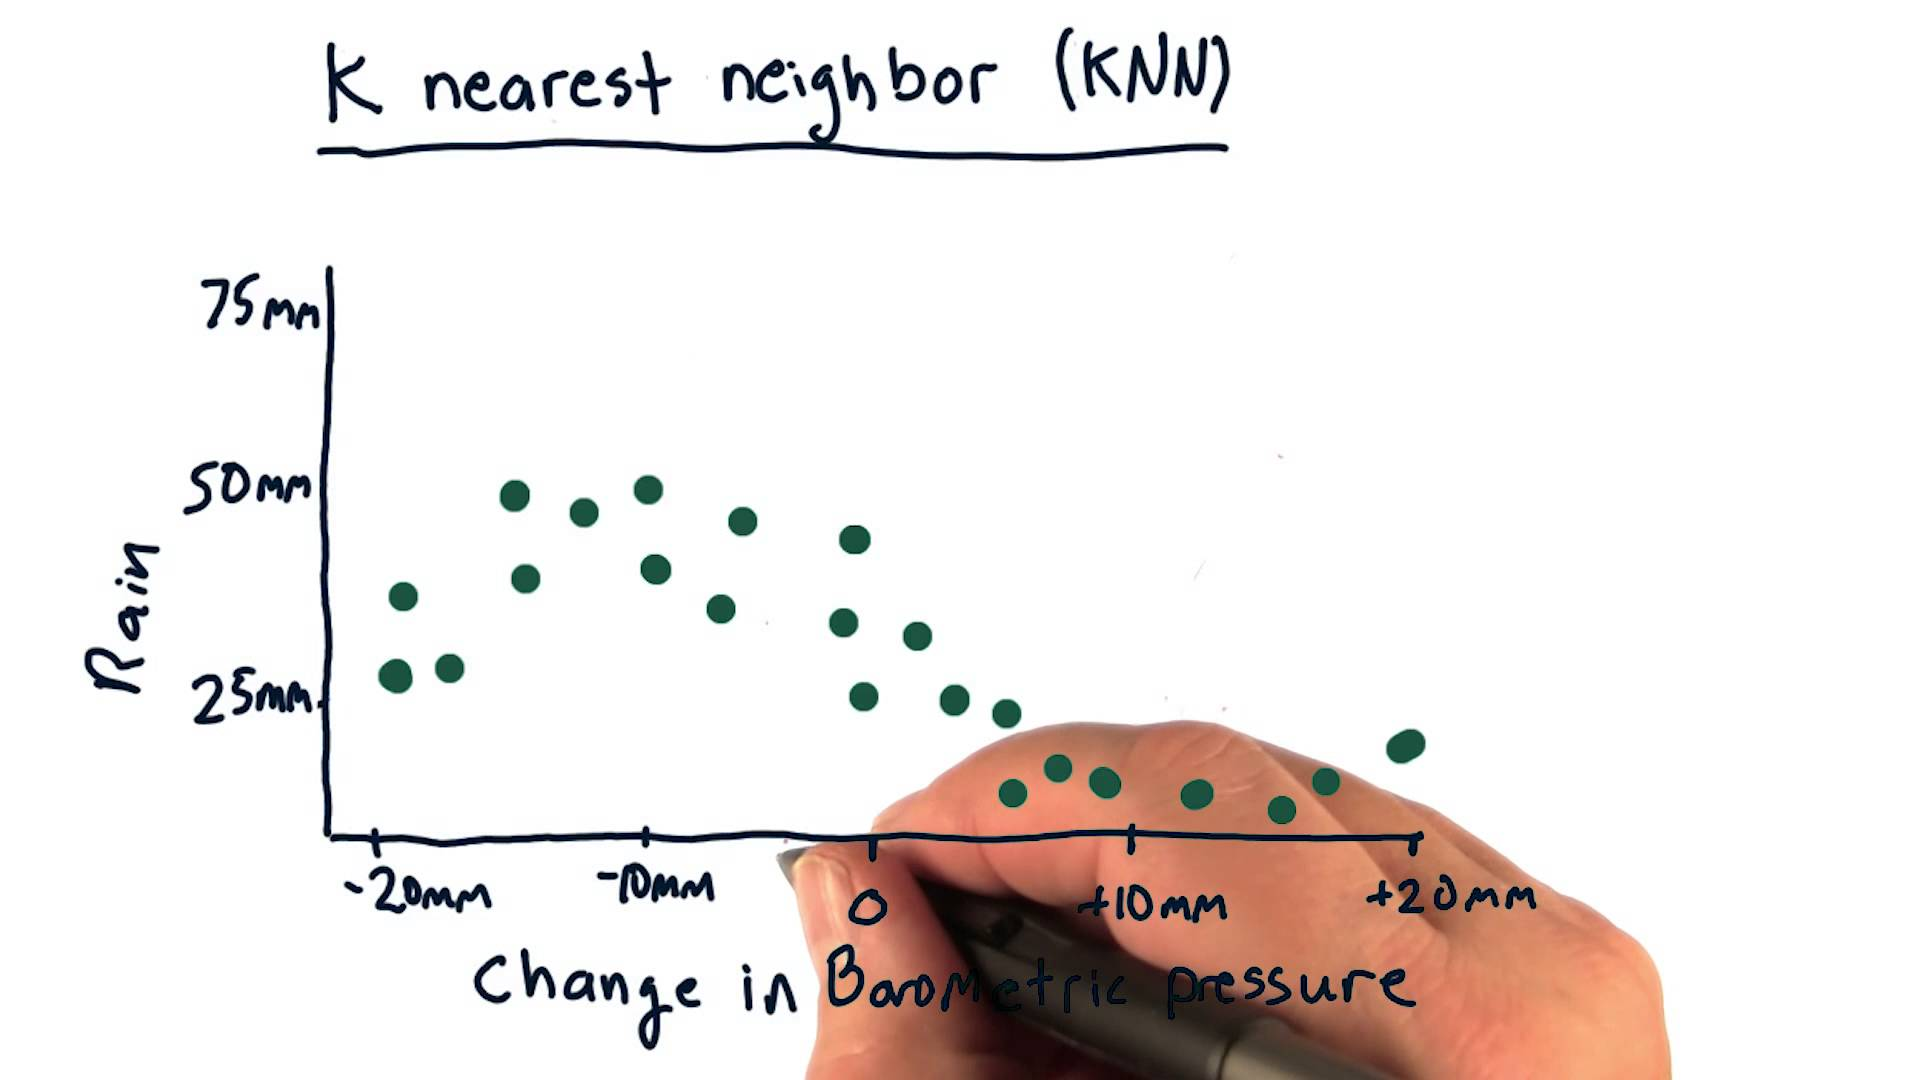 K nearest neighbor (KNN)
75mm
50mm
25mm
Rain
-20mm
-10mm
0
+10mm
+20mm
Change in Barometric pressure